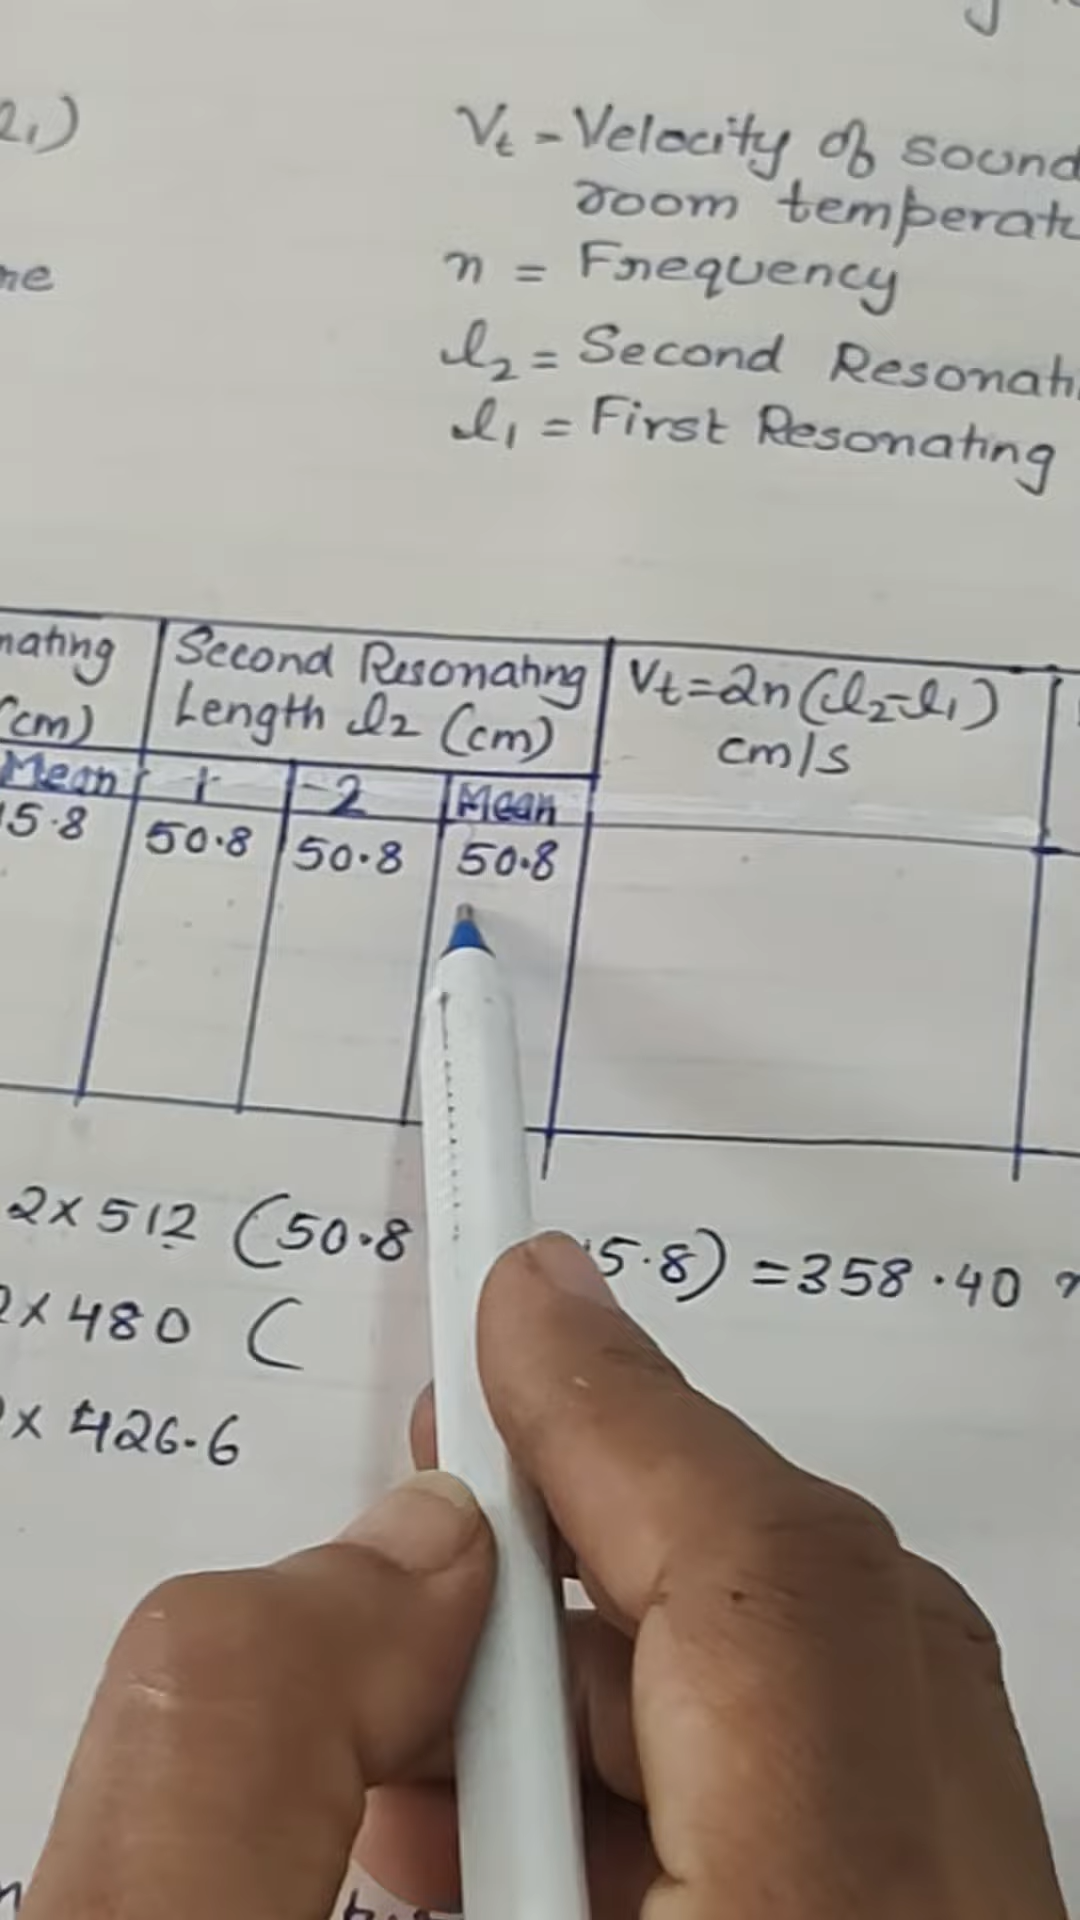 l₁)
Vt - Velocity of sound
room temperat
me
n = Frequency
l₂ = Second Resonati
l₁ = First Resonating
nating
(cm)
Second Resonating
Length l2 (cm)
Vt=2n(l₂-l₁)
cm/s
Mean 1 2 Mean
15.8 50.8 50.8 50.8
2×512 (50.8 15.8) = 358.40
2× 480 (
× 426.6